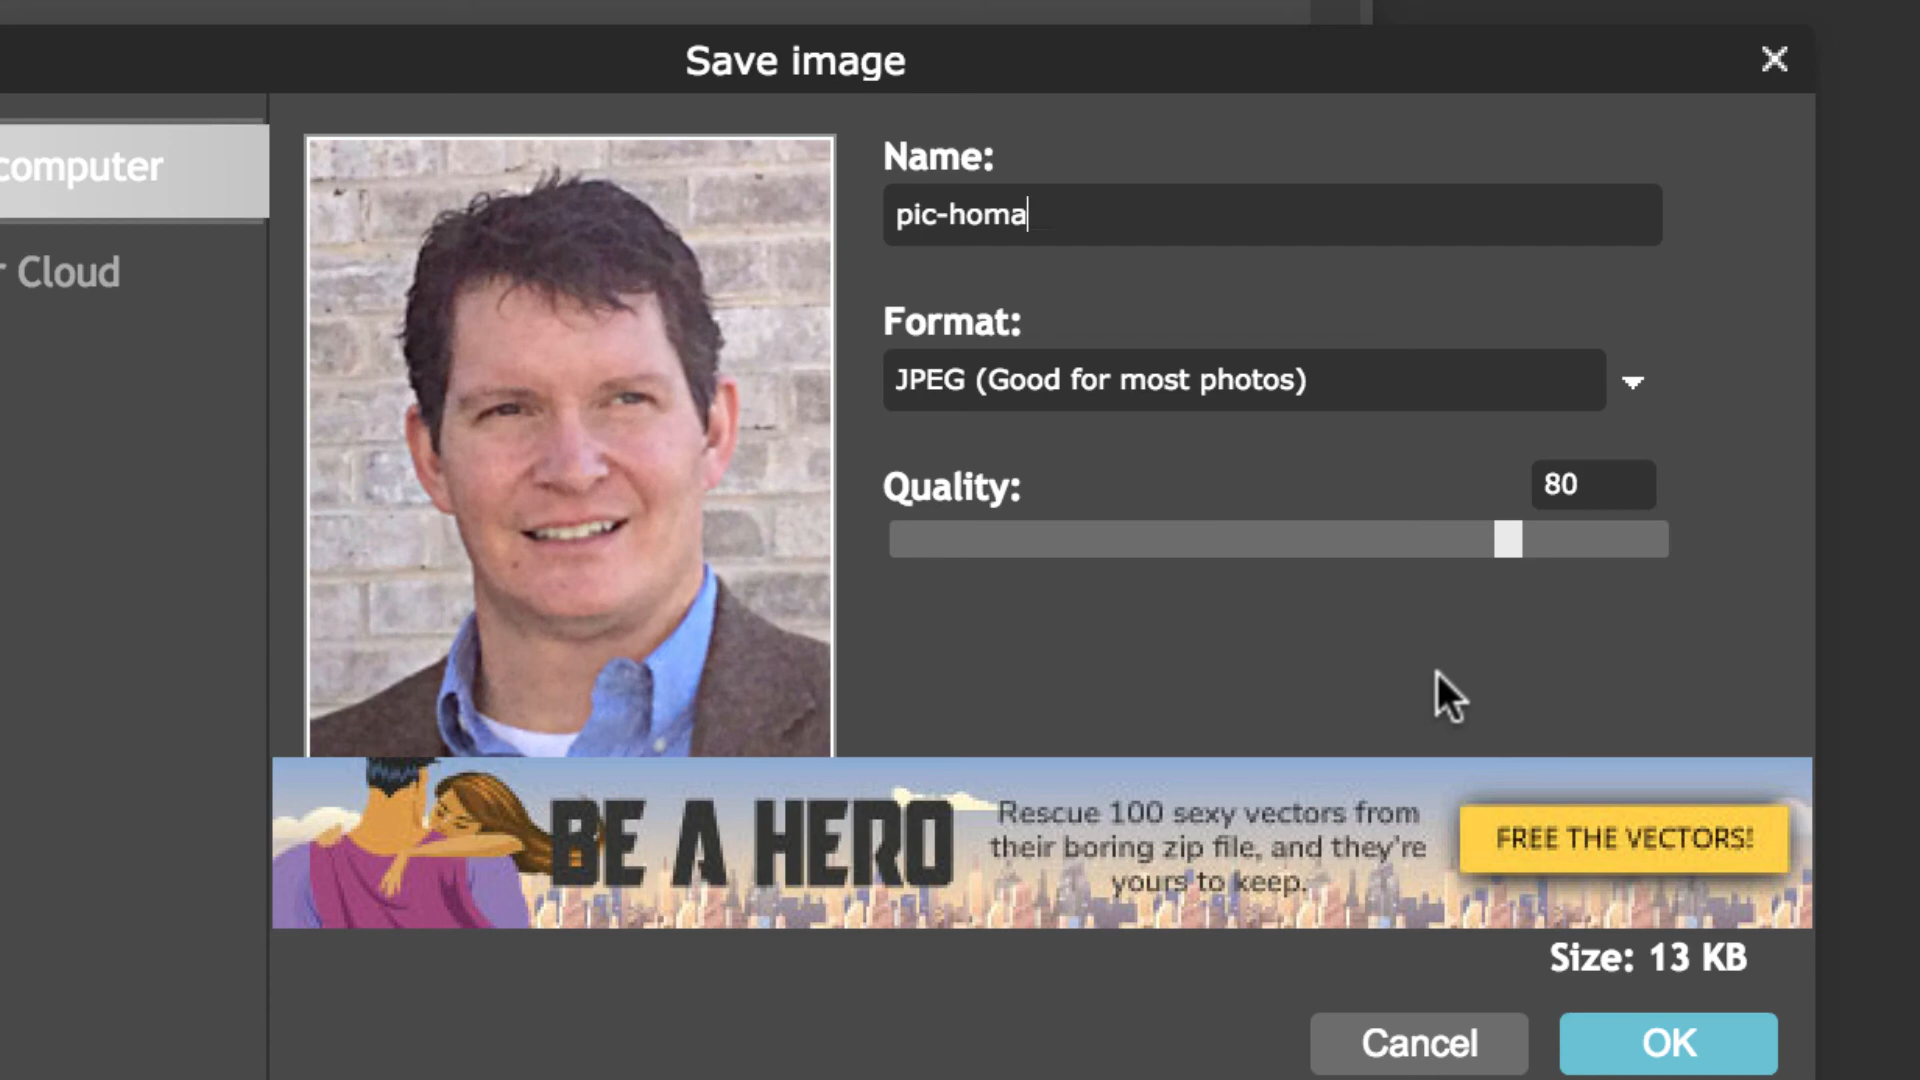 Save image
computer
r Cloud
Name:
pic-homa
Format:
JPEG (Good for most photos)
Quality:
80
BE A HERO
Rescue 100 sexy vectors from
their boring zip file, and they're
yours to keep.
FREE THE VECTORS!
Size: 13 KB
Cancel
OK